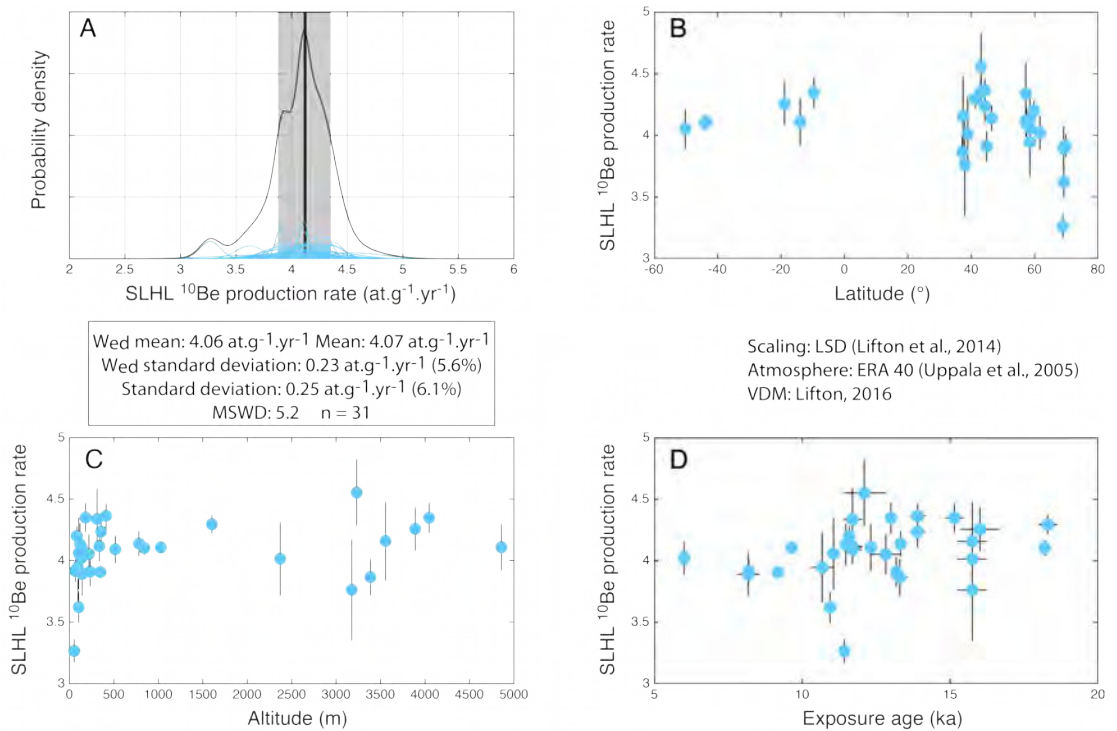 A
Probability density
2 2.5 3 3.5 4 4.5 5 5.5 6
SLHL ¹⁰Be production rate (at.g⁻¹.yr⁻¹)
B
SLHL ¹⁰Be production rate
5
4.5
4
3.5
3
-60 -40 -20 0 20 40 60 80
Latitude (°)
Wed mean: 4.06 at.g⁻¹.yr⁻¹ Mean: 4.07 at.g⁻¹.yr⁻¹
Wed standard deviation: 0.23 at.g⁻¹.yr⁻¹ (5.6%)
Standard deviation: 0.25 at.g⁻¹.yr⁻¹ (6.1%)
MSWD: 5.2 n = 31
Scaling: LSD (Lifton et al., 2014)
Atmosphere: ERA 40 (Uppala et al., 2005)
VDM: Lifton, 2016
C
SLHL ¹⁰Be production rate
5
4.5
4
3.5
3
0 500 1000 1500 2000 2500 3000 3500 4000 4500 5000
Altitude (m)
D
SLHL ¹⁰Be production rate
5
4.5
4
3.5
3
5 10 15 20
Exposure age (ka)